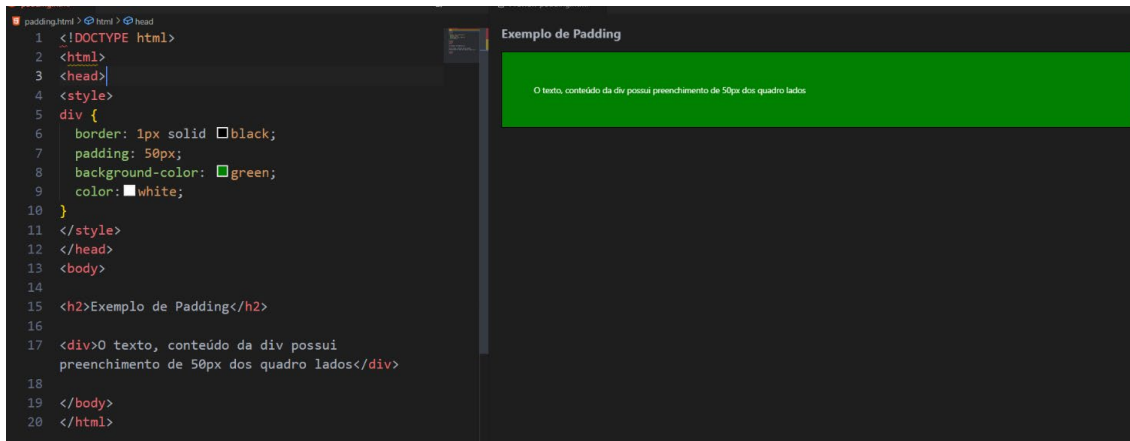 padding.html > html > head
1 <!DOCTYPE html>
2 <html>
3 <head>
4 <style>
5 div {
6 border: 1px solid black;
7 padding: 50px;
8 background-color: green;
9 color: white;
10 }
11 </style>
12 </head>
13 <body>
14
15 <h2>Exemplo de Padding</h2>
16
17 <div>O texto, conteúdo da div possui
preenchimento de 50px dos quadro lados</div>
18
19 </body>
20 </html>
Exemplo de Padding
O texto, conteúdo da div possui preenchimento de 50px dos quadro lados